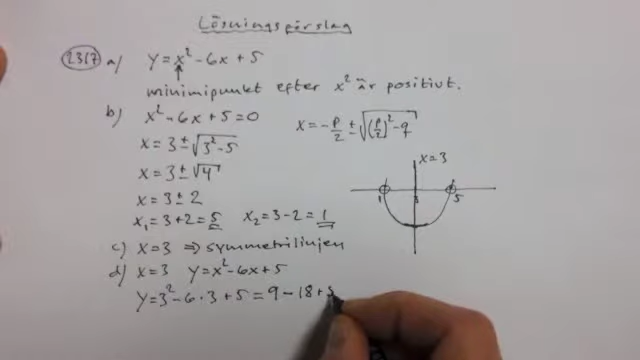 Lösningsförslag
2317 a) y = x² - 6x + 5
minimipunkt efter x² är positivt.
b) x² - 6x + 5 = 0
x = -p/2 ± √((p/2)² - q)
x = 3 ± √(3² - 5)
x = 3 ± √4
x = 3 ± 2
x₁ = 3 + 2 = 5 x₂ = 3 - 2 = 1
x = 3
1 3 5
c) x = 3 ⇒ symmetrilinjen
d) x = 3 y = x² - 6x + 5
y = 3² - 6 · 3 + 5 = 9 - 18 + 5